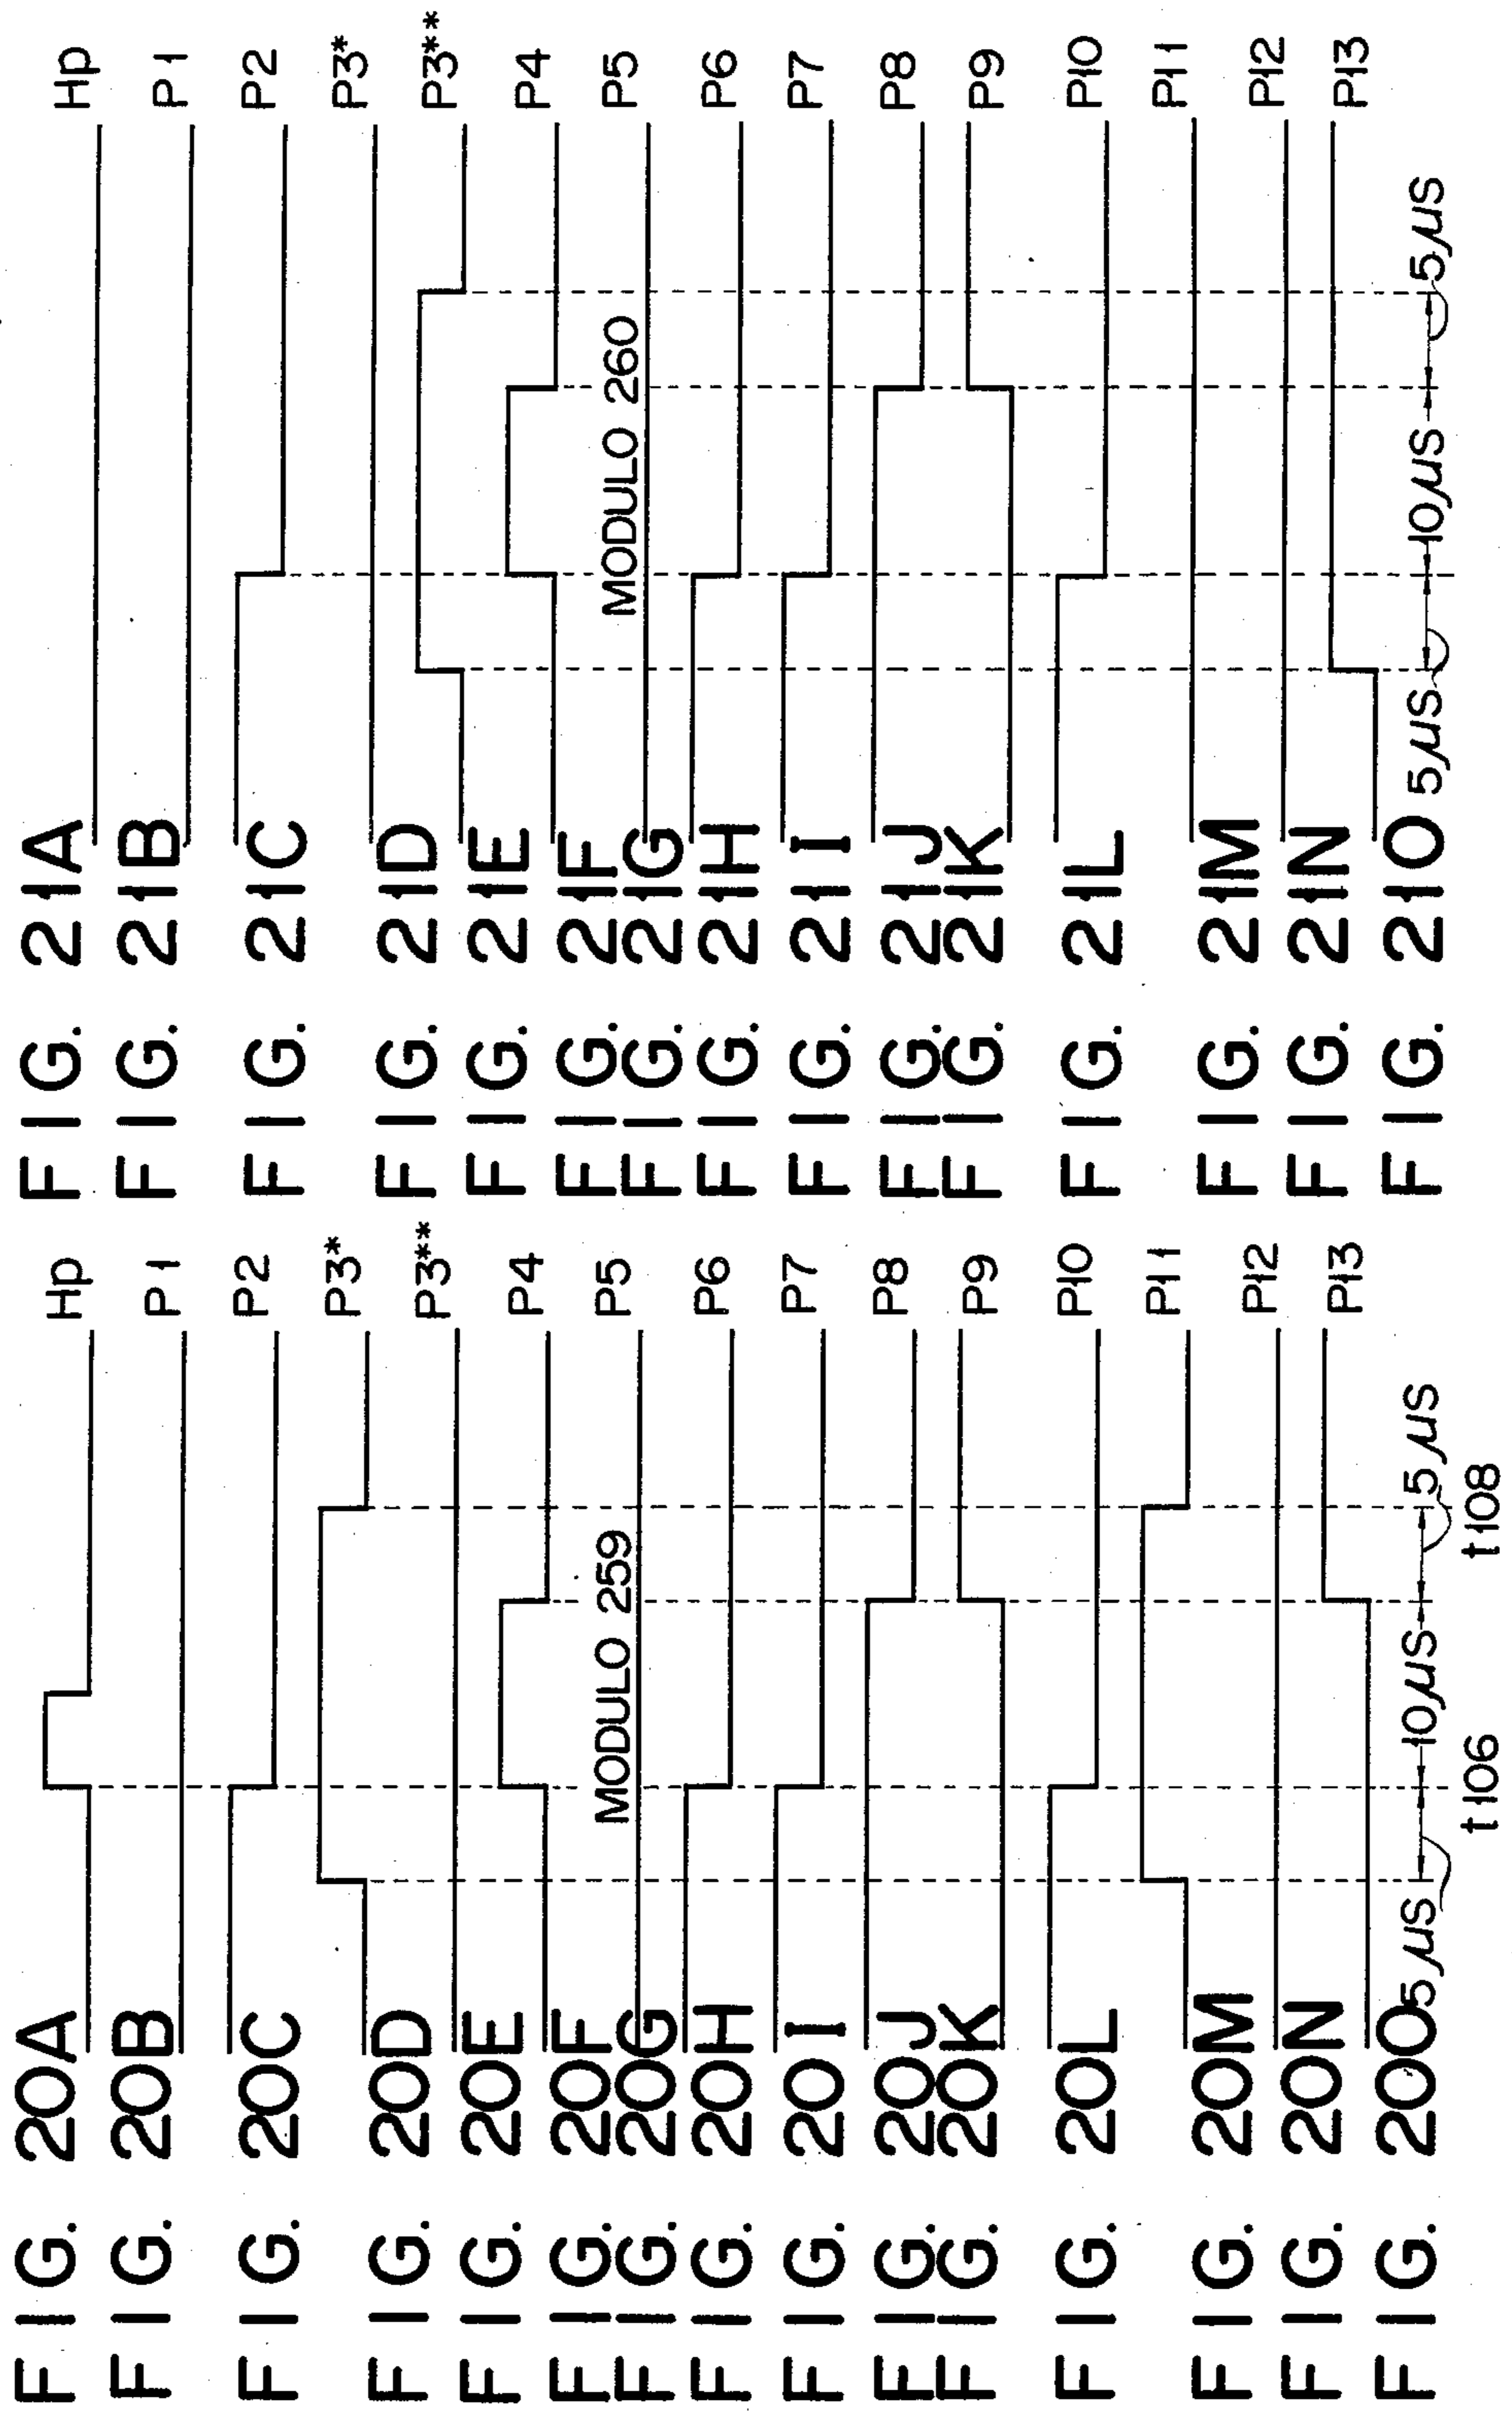 FIG. 20A Hp
FIG. 20B P1
FIG. 20C P2
FIG. 20D P3*
FIG. 20E P3**
FIG. 20F P4
MODULO 259
FIG. 20G P5
FIG. 20H P6
FIG. 20I P7
FIG. 20J P8
FIG. 20K P9
FIG. 20L P10
FIG. 20M P11
FIG. 20N P12
FIG. 20O P13
5µS 10µS 5µS
t106 t108
FIG. 21A Hp
FIG. 21B P1
FIG. 21C P2
FIG. 21D P3*
FIG. 21E P3**
FIG. 21F P4
MODULO 260
FIG. 21G P5
FIG. 21H P6
FIG. 21I P7
FIG. 21J P8
FIG. 21K P9
FIG. 21L P10
FIG. 21M P11
FIG. 21N P12
FIG. 21O P13
5µS 10µS 5µS